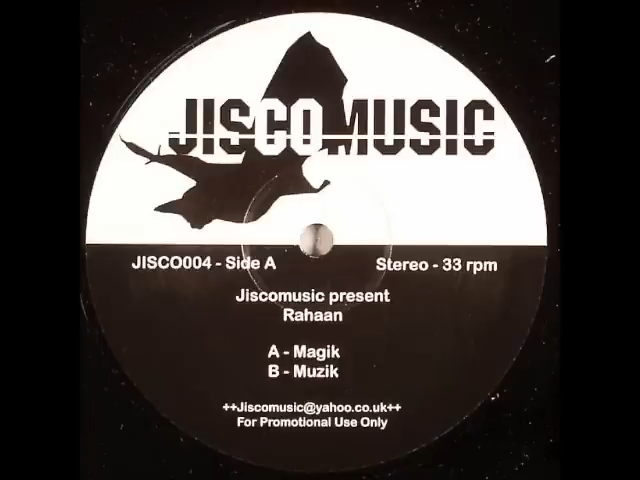 JISCOMUSIC
JISCO004 - Side A
Stereo - 33 rpm
Jiscomusic present
Rahaan
A - Magik
B - Muzik
++Jiscomusic@yahoo.co.uk++
For Promotional Use Only